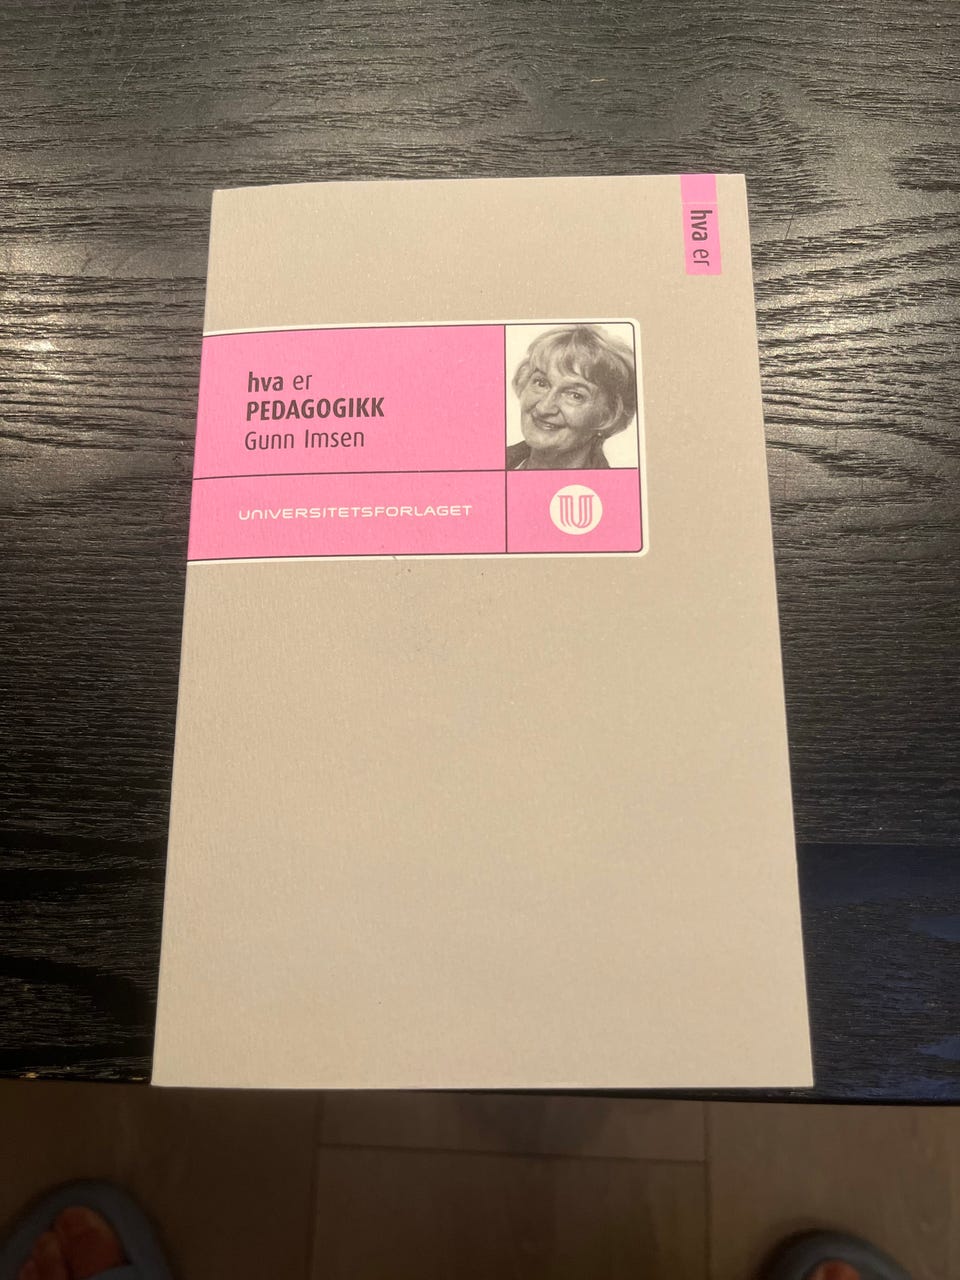 hva er
hva er
PEDAGOGIKK
Gunn Imsen
UNIVERSITETSFORLAGET
U